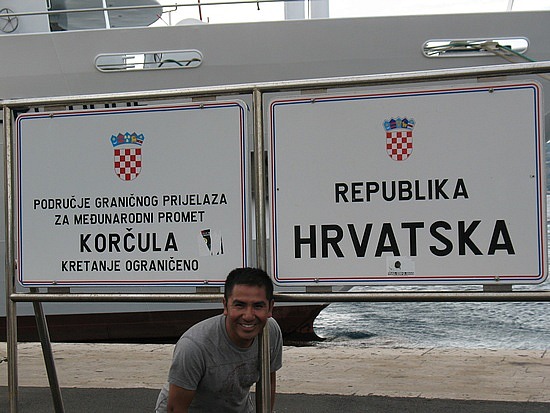 PODRUČJE GRANIČNOG PRIJELAZA
ZA MEĐUNARODNI PROMET
KORČULA
KRETANJE OGRANIČENO
REPUBLIKA
HRVATSKA